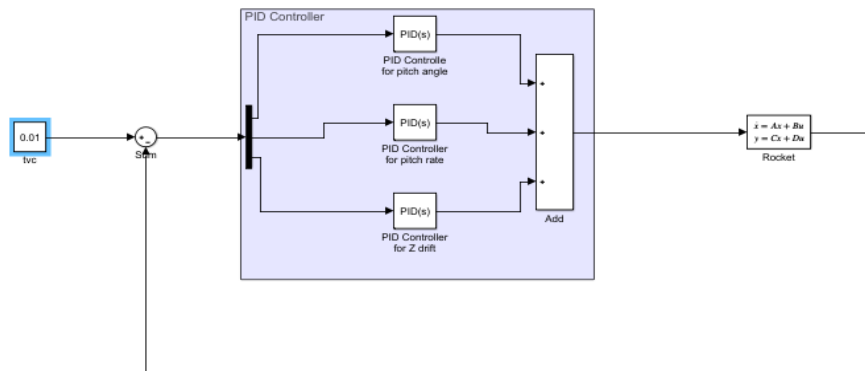 PID Controller
PID(s)
PID Controlle
for pitch angle
0.01
tvc
+
−
Sum
PID(s)
PID Controller
for pitch rate
PID(s)
PID Controller
for Z drift
+
+
+
Add
ẋ = Ax + Bu
y = Cx + Du
Rocket